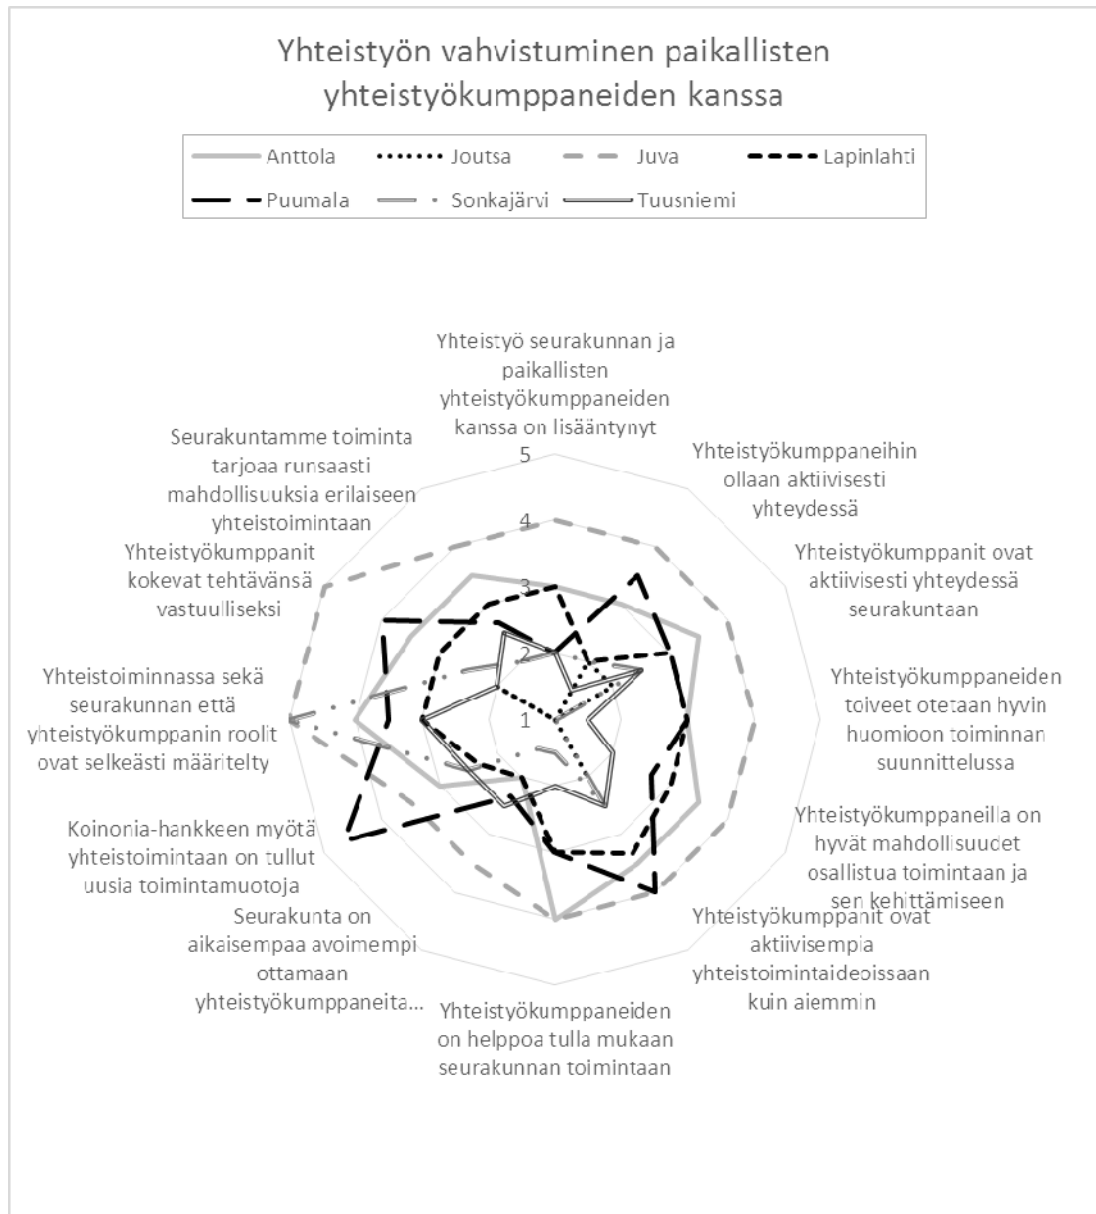 Yhteistyön vahvistuminen paikallisten
yhteistyökumppaneiden kanssa
Anttola
Joutsa
Juva
Lapinlahti
Puumala
Sonkajärvi
Tuusniemi
Yhteistyö seurakunnan ja
paikallisten
yhteistyökumppaneiden
kanssa on lisääntynyt
Yhteistyökumppaneihin
ollaan aktiivisesti
yhteydessä
Yhteistyökumppanit ovat
aktiivisesti yhteydessä
seurakuntaan
Yhteistyökumppaneiden
toiveet otetaan hyvin
huomioon toiminnan
suunnittelussa
Yhteistyökumppaneilla on
hyvät mahdollisuudet
osallistua toimintaan ja
sen kehittämiseen
Yhteistyökumppanit ovat
aktiivisempia
yhteistoimintaideoissaan
kuin aiemmin
Yhteistyökumppaneiden
on helppoa tulla mukaan
seurakunnan toimintaan
Seurakunta on
aikaisempaa avoimempi
ottamaan
yhteistyökumppaneita...
Koinonia-hankkeen myötä
yhteistoimintaan on tullut
uusia toimintamuotoja
Yhteistoiminnassa sekä
seurakunnan että
yhteistyökumppanin roolit
ovat selkeästi määritelty
Yhteistyökumppanit
kokevat tehtävänsä
vastuulliseksi
Seurakuntamme toiminta
tarjoaa runsaasti
mahdollisuuksia erilaiseen
yhteistoimintaan
5
4
3
2
1